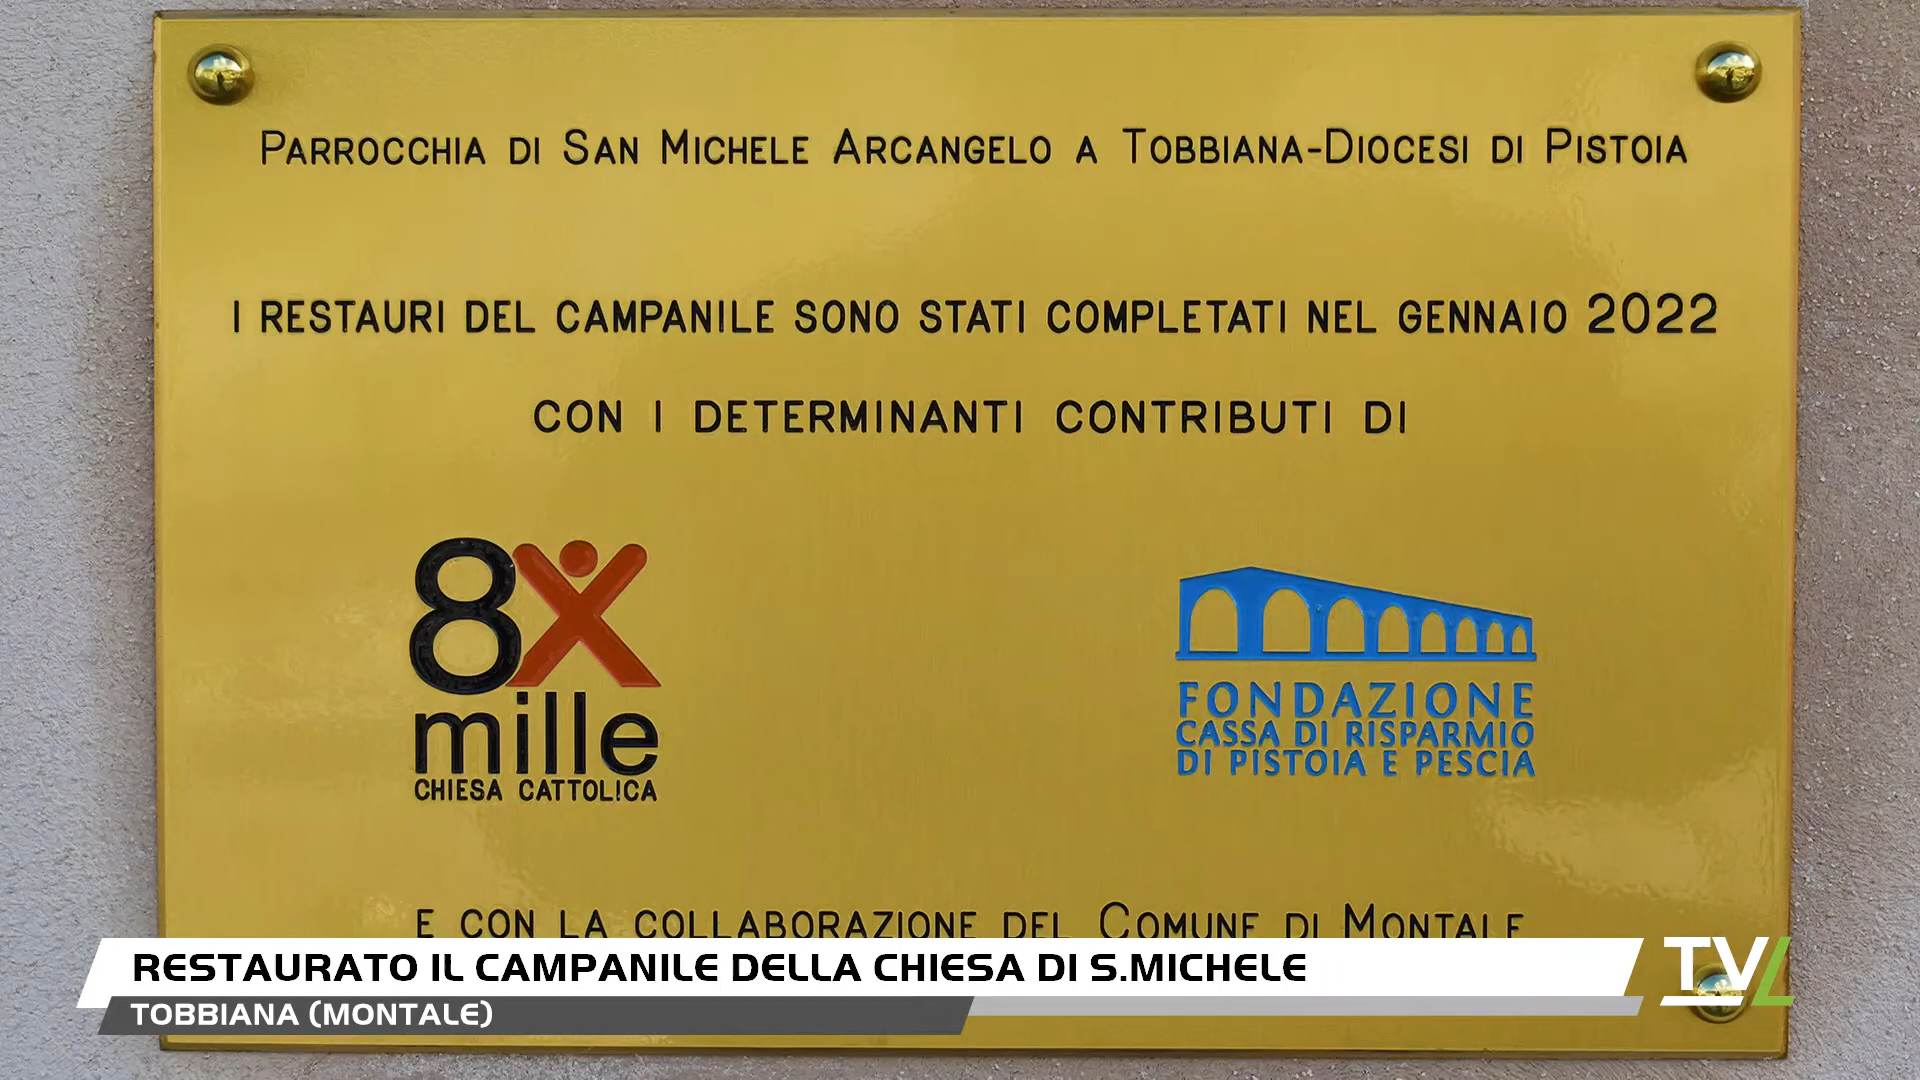 PARROCCHIA DI SAN MICHELE ARCANGELO A TOBBIANA-DIOCESI DI PISTOIA
I RESTAURI DEL CAMPANILE SONO STATI COMPLETATI NEL GENNAIO 2022
CON I DETERMINANTI CONTRIBUTI DI
8X
mille
CHIESA CATTOLICA
FONDAZIONE
CASSA DI RISPARMIO
DI PISTOIA E PESCIA
E CON LA COLLABORAZIONE DEL COMUNE DI MONTALE
RESTAURATO IL CAMPANILE DELLA CHIESA DI S.MICHELE
TOBBIANA (MONTALE)
TVL